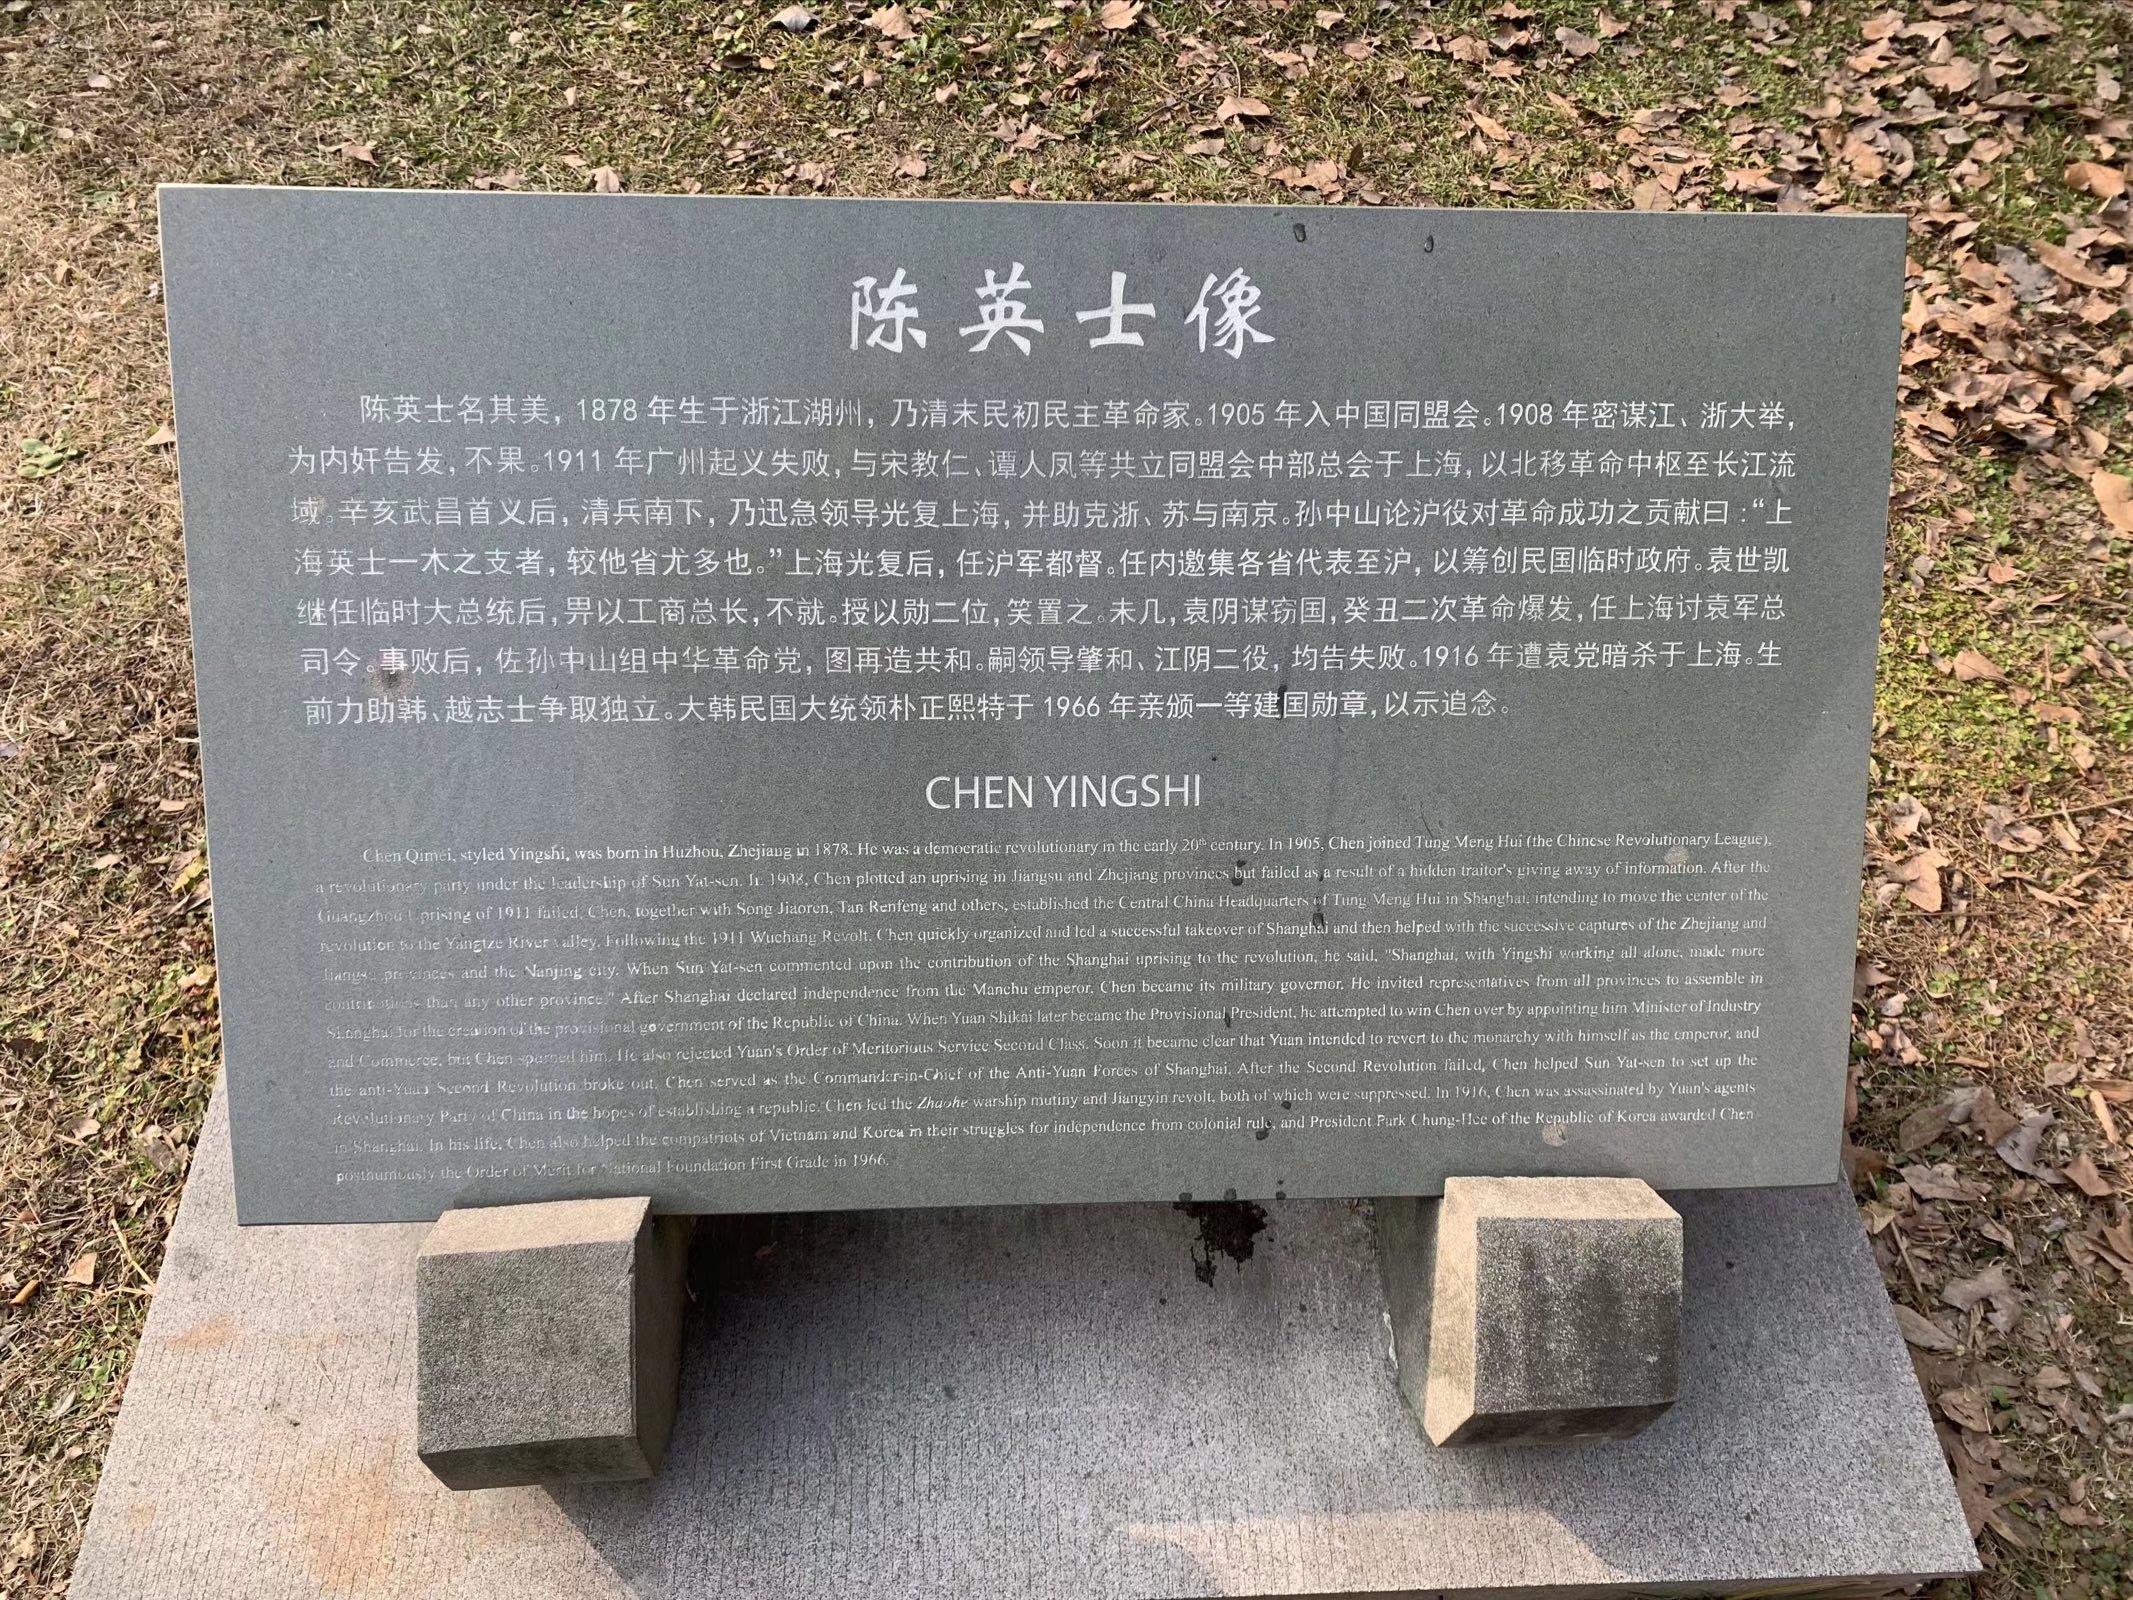 陈英士像
陈英士名其美，1878年生于浙江湖州，乃清末民初民主革命家。1905年入中国同盟会。1908年密谋江、浙大举，
为内奸告发，不果。1911年广州起义失败，与宋教仁、谭人凤等共立同盟会中部总会于上海，以北移革命中枢至长江流
域。辛亥武昌首义后，清兵南下，乃迅急领导光复上海，并助克浙、苏与南京。孙中山论沪役对革命成功之贡献曰：“上
海英士一木之支者，较他省尤多也。”上海光复后，任沪军都督。任内邀集各省代表至沪，以筹创民国临时政府。袁世凯
继任临时大总统后，畀以工商总长，不就。授以勋二位，笑置之。未几，袁阴谋窃国，癸丑二次革命爆发，任上海讨袁军总
司令。事败后，佐孙中山组中华革命党，图再造共和。嗣领导肇和、江阴二役，均告失败。1916年遭袁党暗杀于上海。生
前力助韩、越志士争取独立。大韩民国大统领朴正熙特于1966年亲颁一等建国勋章，以示追念。
CHEN YINGSHI
Chen Qimei, styled Yingshi, was born in Huzhou, Zhejiang in 1878. He was a democratic revolutionary in the early 20th century. In 1905, Chen joined Tung Meng Hui (the Chinese Revolutionary League),
a revolutionary party under the leadership of Sun Yat-sen. In 1908, Chen plotted an uprising in Jiangsu and Zhejiang provinces but failed as a result of a hidden traitor's giving away of information. After the
Guangzhou Uprising of 1911 failed, Chen, together with Song Jiaoren, Tan Renfeng and others, established the Central China Headquarters of Tung Meng Hui in Shanghai, intending to move the center of the
revolution to the Yangtze River valley. Following the 1911 Wuchang Revolt, Chen quickly organized and led a successful takeover of Shanghai and then helped with the successive captures of the Zhejiang and
Jiangsu provinces and the Nanjing city. When Sun Yat-sen commented upon the contribution of the Shanghai uprising to the revolution, he said, "Shanghai, with Yingshi working all alone, made more
contributions than any other province." After Shanghai declared independence from the Manchu emperor, Chen became its military governor. He invited representatives from all provinces to assemble in
Shanghai for the creation of the provisional government of the Republic of China. When Yuan Shikai later became the Provisional President, he attempted to win Chen over by appointing him Minister of Industry
and Commerce, but Chen spurned him. He also rejected Yuan's Order of Meritorious Service Second Class. Soon it became clear that Yuan intended to revert to the monarchy with himself as the emperor, and
the anti-Yuan Second Revolution broke out. Chen served as the Commander-in-Chief of the Anti-Yuan Forces of Shanghai. After the Second Revolution failed, Chen helped Sun Yat-sen to set up the
Revolutionary Party of China in the hopes of establishing a republic. Chen led the Zhaohe warship mutiny and Jiangyin revolt, both of which were suppressed. In 1916, Chen was assassinated by Yuan's agents
in Shanghai. In his life, Chen also helped the compatriots of Vietnam and Korea in their struggles for independence from colonial rule, and President Park Chung-Hee of the Republic of Korea awarded Chen
posthumously the Order of Merit for National Foundation First Grade in 1966.